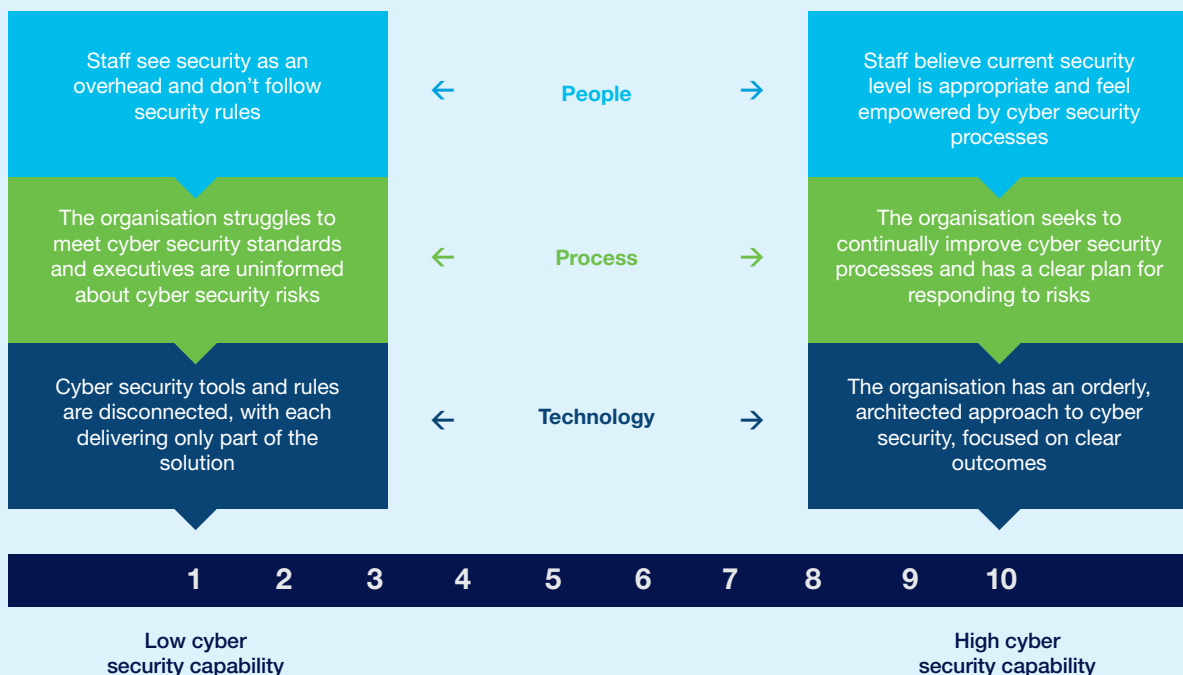 Staff see security as an
overhead and don’t follow
security rules
← People →
Staff believe current security
level is appropriate and feel
empowered by cyber security
processes
The organisation struggles to
meet cyber security standards
and executives are uninformed
about cyber security risks
← Process →
The organisation seeks to
continually improve cyber security
processes and has a clear plan for
responding to risks
Cyber security tools and rules
are disconnected, with each
delivering only part of the
solution
← Technology →
The organisation has an orderly,
architected approach to cyber
security, focused on clear
outcomes
1 2 3 4 5 6 7 8 9 10
Low cyber
security capability
High cyber
security capability